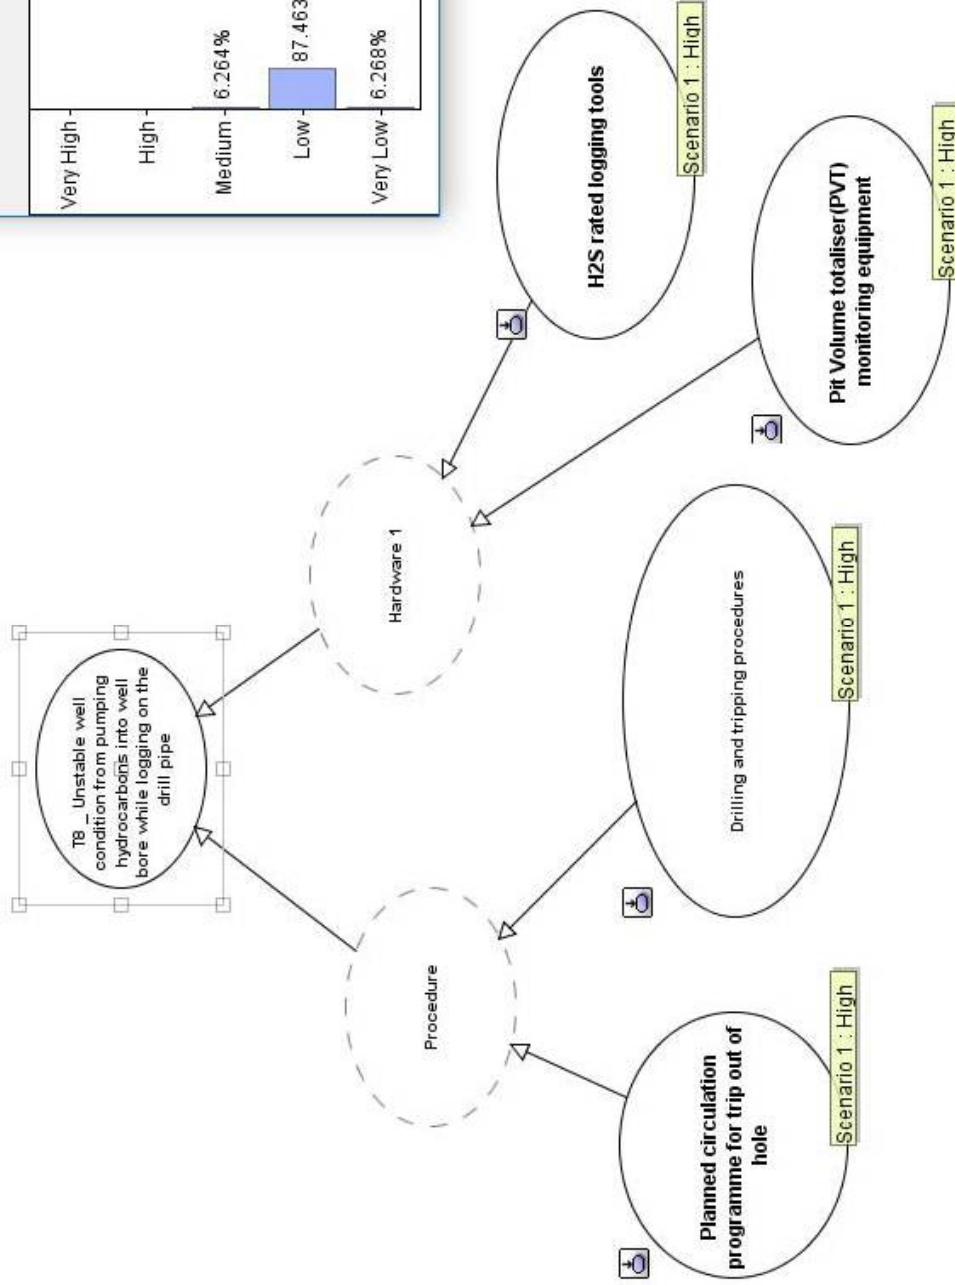 Very High
High
Medium
6.264%
Low
87.463
Very Low
6.268%
T8 _ Unstable well
condition from pumping
hydrocarbons into well
bore while logging on the
drill pipe
Procedure
Hardware 1
Planned circulation
programme for trip out of
hole
Scenario 1 : High
Drilling and tripping procedures
Scenario 1 : High
Pit Volume totaliser(PVT)
monitoring equipment
Scenario 1 : High
H2S rated logging tools
Scenario 1 : High